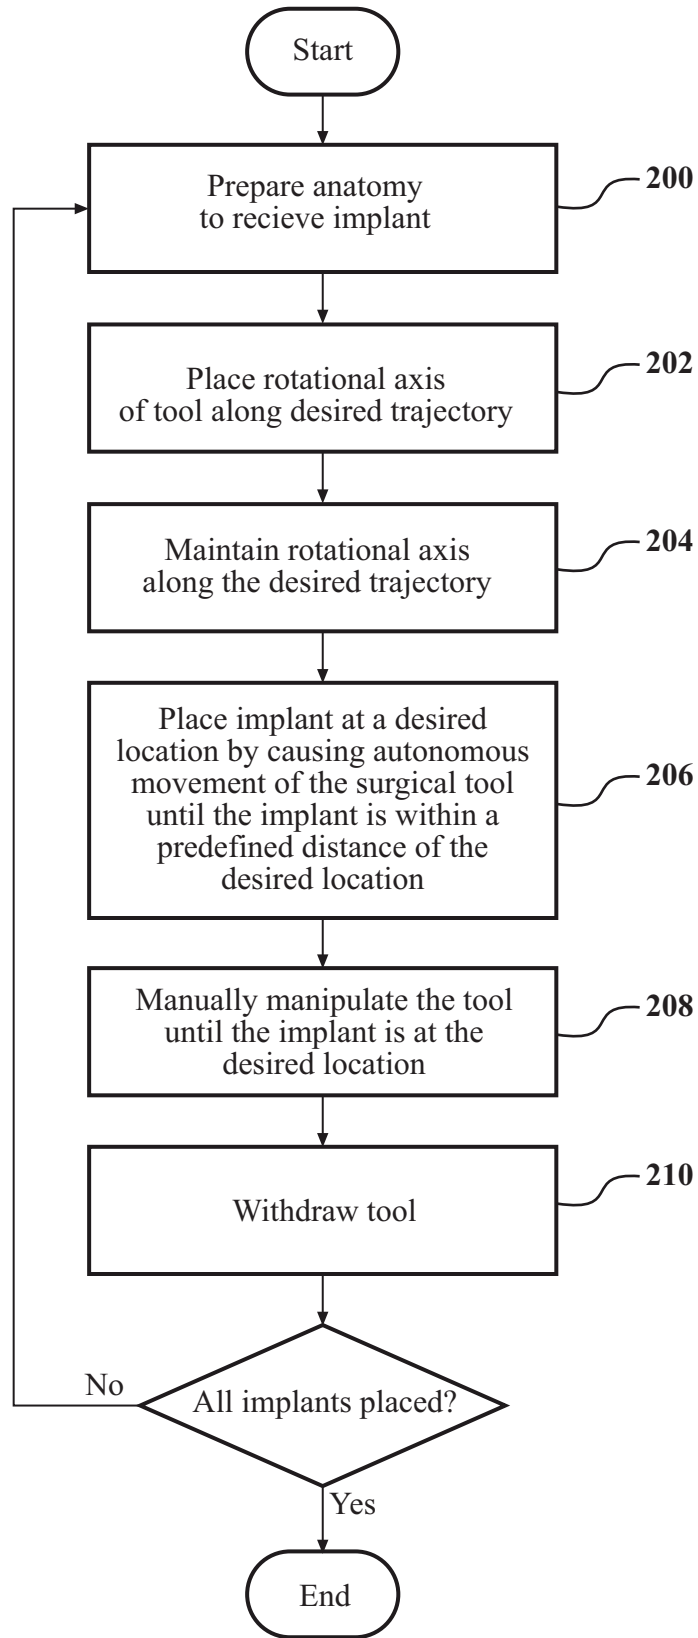 Start
Prepare anatomy
to recieve implant
200
Place rotational axis
of tool along desired trajectory
202
Maintain rotational axis
along the desired trajectory
204
Place implant at a desired
location by causing autonomous
movement of the surgical tool
until the implant is within a
predefined distance of the
desired location
206
Manually manipulate the tool
until the implant is at the
desired location
208
Withdraw tool
210
No
All implants placed?
Yes
End